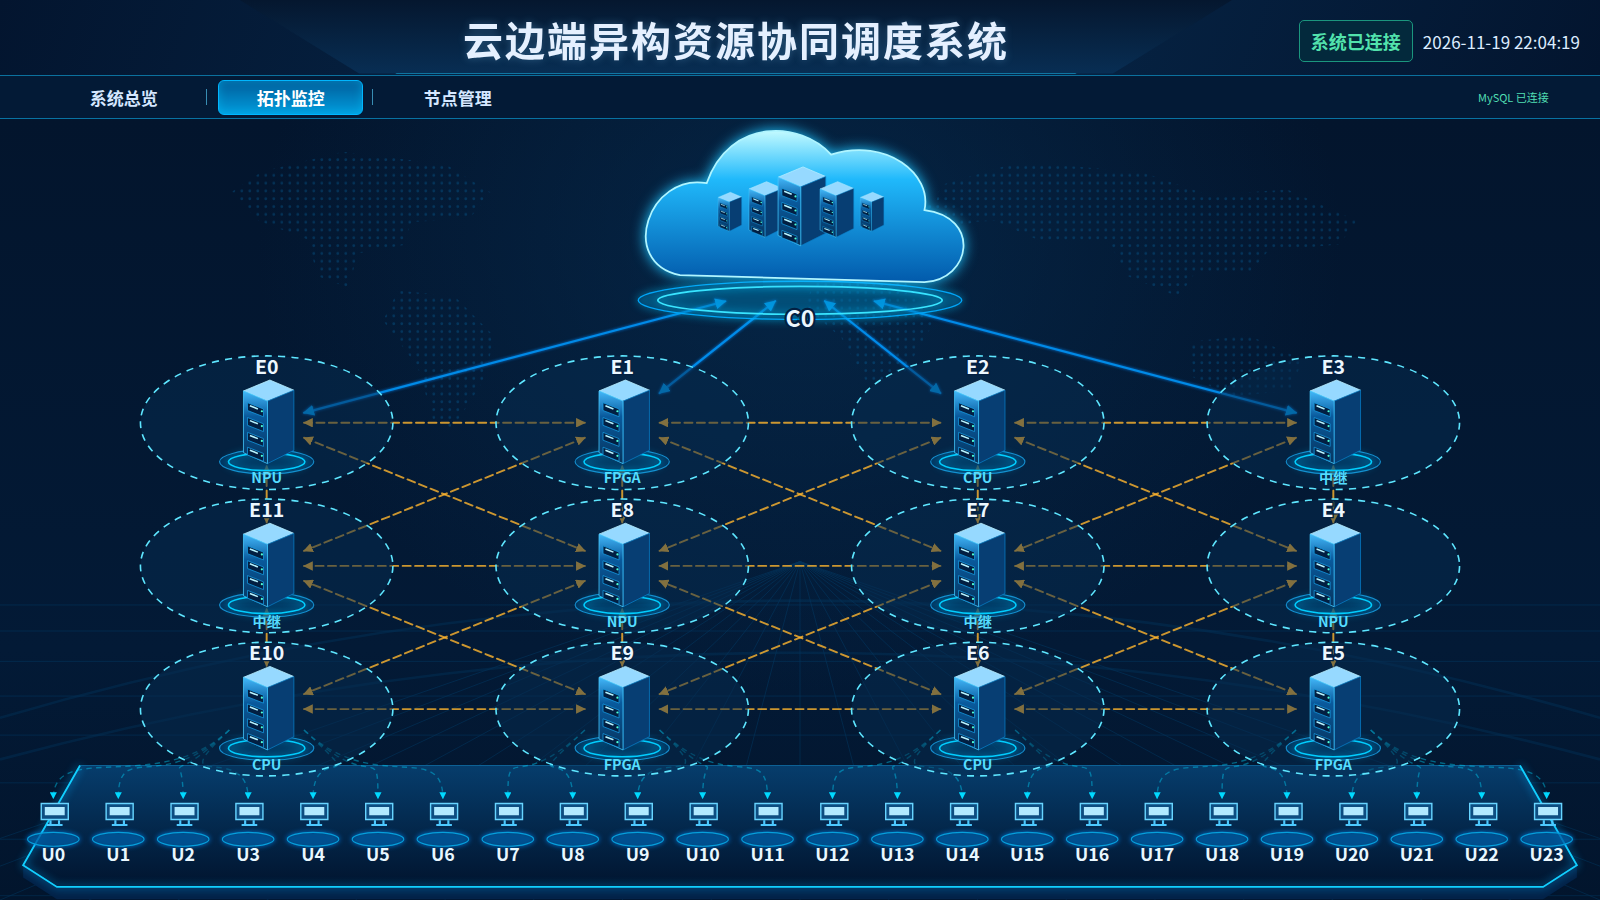 云边端异构资源协同调度系统
系统已连接 2026-11-19 22:04:19
系统总览 拓扑监控 节点管理 MySQL 已连接
C0
E0 E1 E2 E3
NPU FPGA CPU 中继
E11 E8 E7 E4
中继 NPU 中继 NPU
E10 E9 E6 E5
CPU FPGA CPU FPGA
U0 U1 U2 U3 U4 U5 U6 U7 U8 U9 U10 U11 U12 U13 U14 U15 U16 U17 U18 U19 U20 U21 U22 U23